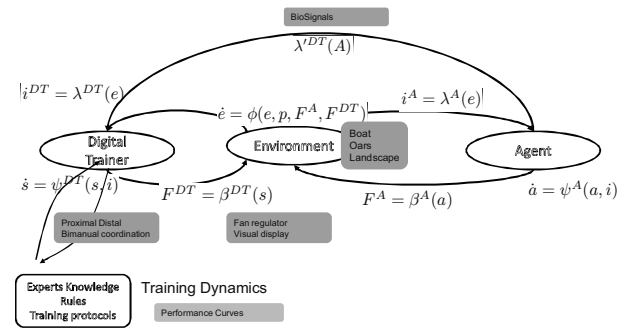 BioSignals
λ′^{DT}(A)
i^{DT} = λ^{DT}(e)
ė = ϕ(e, p, F^A, F^{DT})
i^A = λ^A(e)
Digital
Trainer
Environment
Boat
Oars
Landscape
Agent
ṡ = ψ^{DT}(s, i)
F^{DT} = β^{DT}(s)
F^A = β^A(a)
ȧ = ψ^A(a, i)
Proximal Distal
Bimanual coordination
Fan regulator
Visual display
Experts Knowledge
Rules
Training protocols
Training Dynamics
Performance Curves